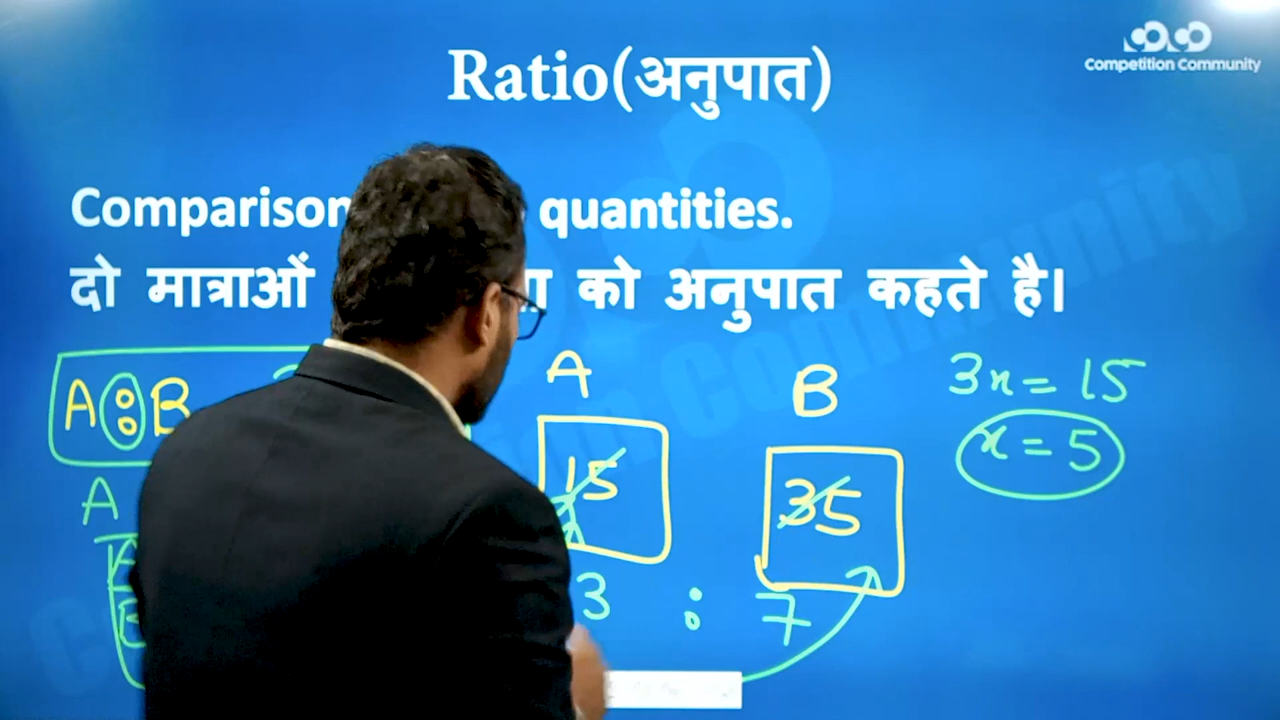 Competition Community
Ratio(अनुपात)
Comparison quantities.
दो मात्राओं को अनुपात कहते है।
A : B
A
A
B
A
15
3 : 7
B
35
3x = 15
x = 5